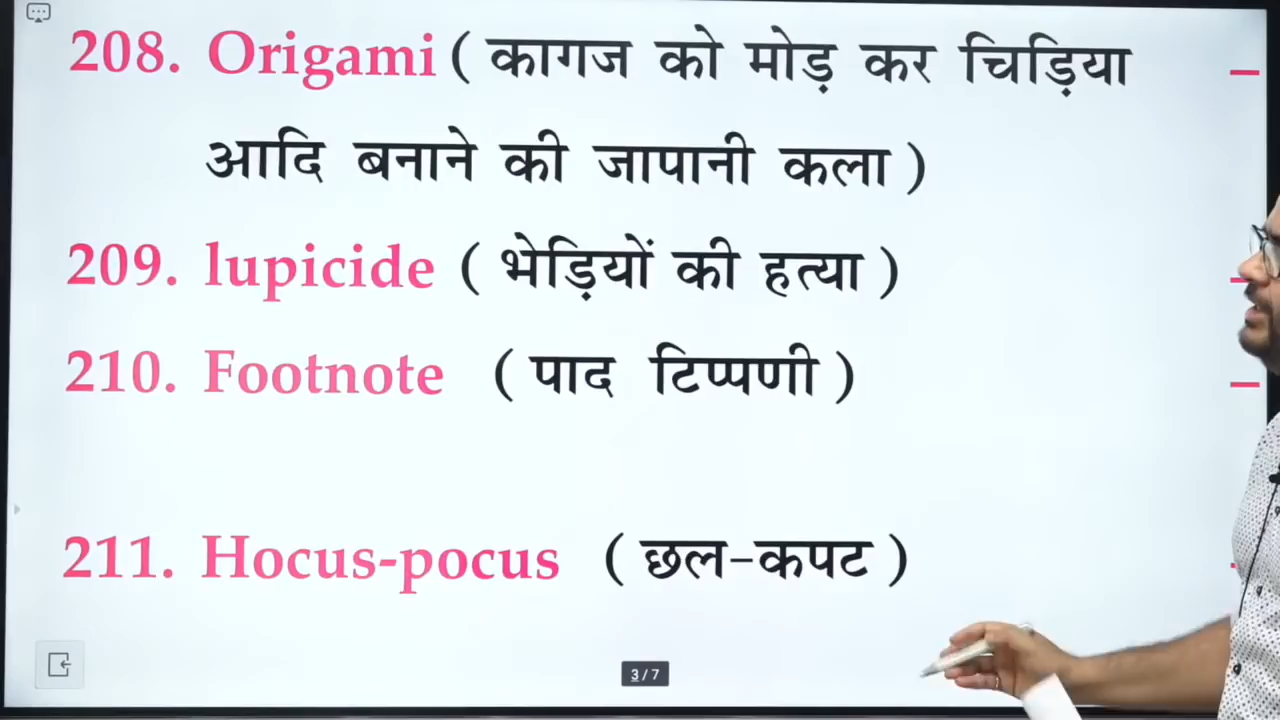 208. Origami ( कागज को मोड़ कर चिड़िया –
आदि बनाने की जापानी कला )
209. lupicide ( भेड़ियों की हत्या ) –
210. Footnote ( पाद टिप्पणी ) –
211. Hocus-pocus ( छल-कपट )
3/7